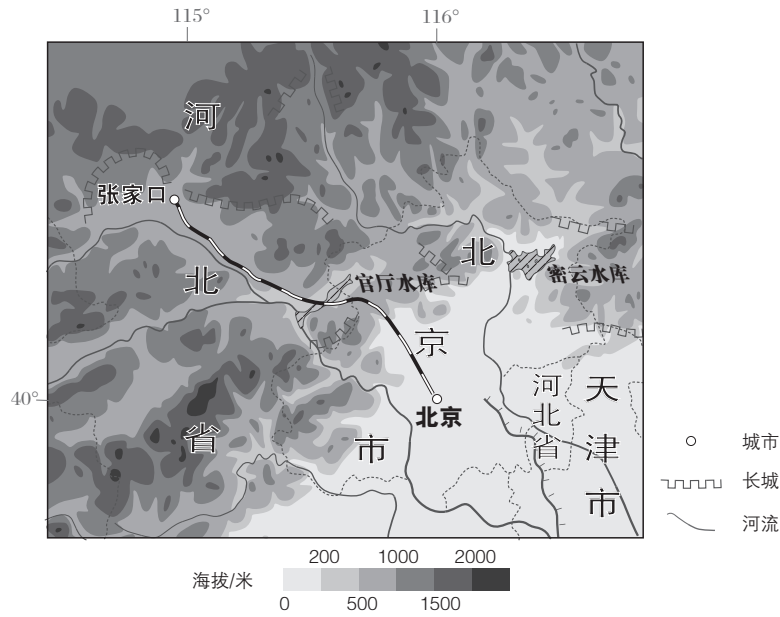 115° 116°
河
张家口
北
官厅水库
北
密云水库
京
40°
北京
河北省
天津市
省
市
城市
长城
河流
200 1000 2000
海拔/米
0 500 1500